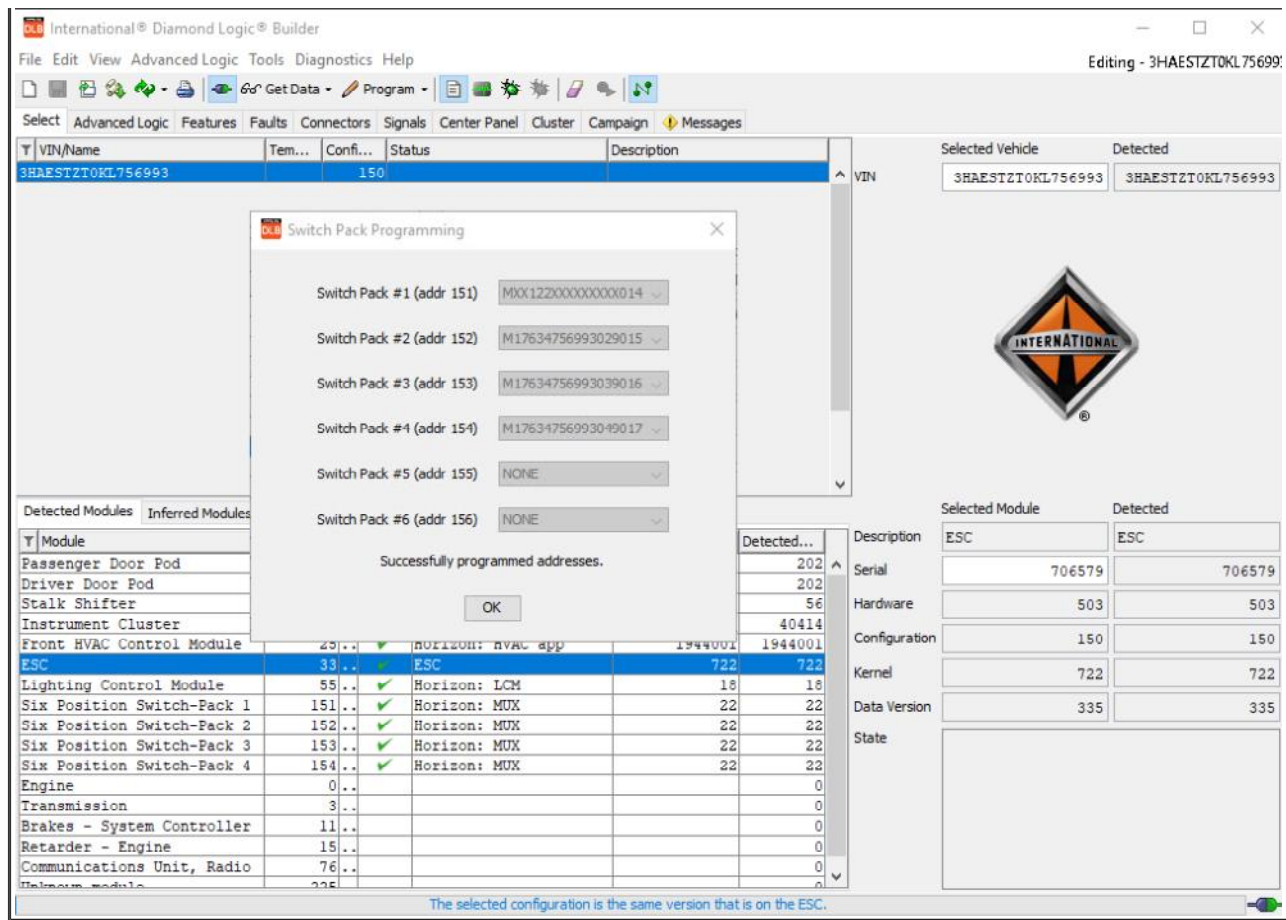 DLB International® Diamond Logic® Builder
File Edit View Advanced Logic Tools Diagnostics Help
Editing - 3HAESTZT0KL75699
Get Data Program
Select Advanced Logic Features Faults Connectors Signals Center Panel Cluster Campaign Messages
VIN/Name Tem... Confi... Status Description
3HAESTZT0KL756993 150
Selected Vehicle Detected
VIN 3HAESTZT0KL756993 3HAESTZT0KL756993
INTERNATIONAL ®
DLB Switch Pack Programming
Switch Pack #1 (addr 151) MXX12ZXXXXXXXXX014
Switch Pack #2 (addr 152) M17634756993029015
Switch Pack #3 (addr 153) M17634756993039016
Switch Pack #4 (addr 154) M17634756993049017
Switch Pack #5 (addr 155) NONE
Switch Pack #6 (addr 156) NONE
Successfully programmed addresses.
OK
Detected Modules Inferred Modules
Module Detected...
Passenger Door Pod 202
Driver Door Pod 202
Stalk Shifter 56
Instrument Cluster 40414
Front HVAC Control Module 25.. Horizon: HVAC app 1944001 1944001
ESC 33.. ESC 722 722
Lighting Control Module 55.. Horizon: LCM 18 18
Six Position Switch-Pack 1 151.. Horizon: MUX 22 22
Six Position Switch-Pack 2 152.. Horizon: MUX 22 22
Six Position Switch-Pack 3 153.. Horizon: MUX 22 22
Six Position Switch-Pack 4 154.. Horizon: MUX 22 22
Engine 0.. 0
Transmission 3.. 0
Brakes - System Controller 11.. 0
Retarder - Engine 15.. 0
Communications Unit, Radio 76.. 0
Selected Module Detected
Description ESC ESC
Serial 706579 706579
Hardware 503 503
Configuration 150 150
Kernel 722 722
Data Version 335 335
State
The selected configuration is the same version that is on the ESC.